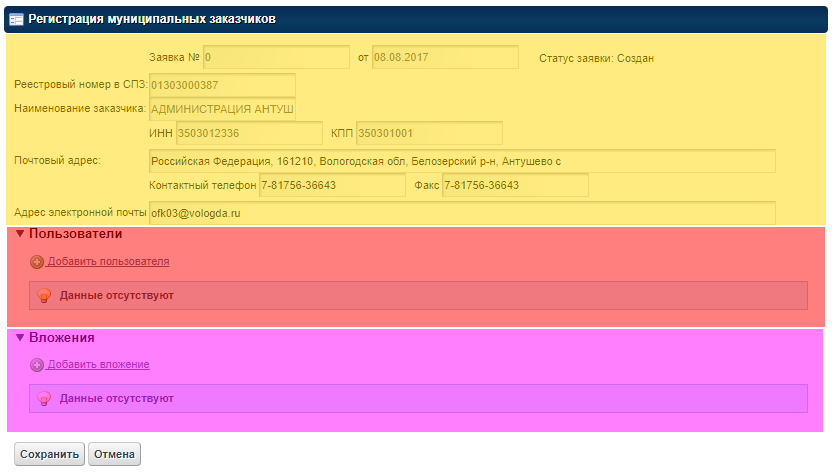 Регистрация муниципальных заказчиков
Заявка № 0 от 08.08.2017 Статус заявки: Создан
Реестровый номер в СПЗ: 01303000387
Наименование заказчика: АДМИНИСТРАЦИЯ АНТУШ
ИНН 3503012336 КПП 350301001
Почтовый адрес: Российская Федерация, 161210, Вологодская обл, Белозерский р-н, Антушево с
Контактный телефон 7-81756-36643 Факс 7-81756-36643
Адрес электронной почты ofk03@vologda.ru
Пользователи
Добавить пользователя
Данные отсутствуют
Вложения
Добавить вложение
Данные отсутствуют
Сохранить Отмена